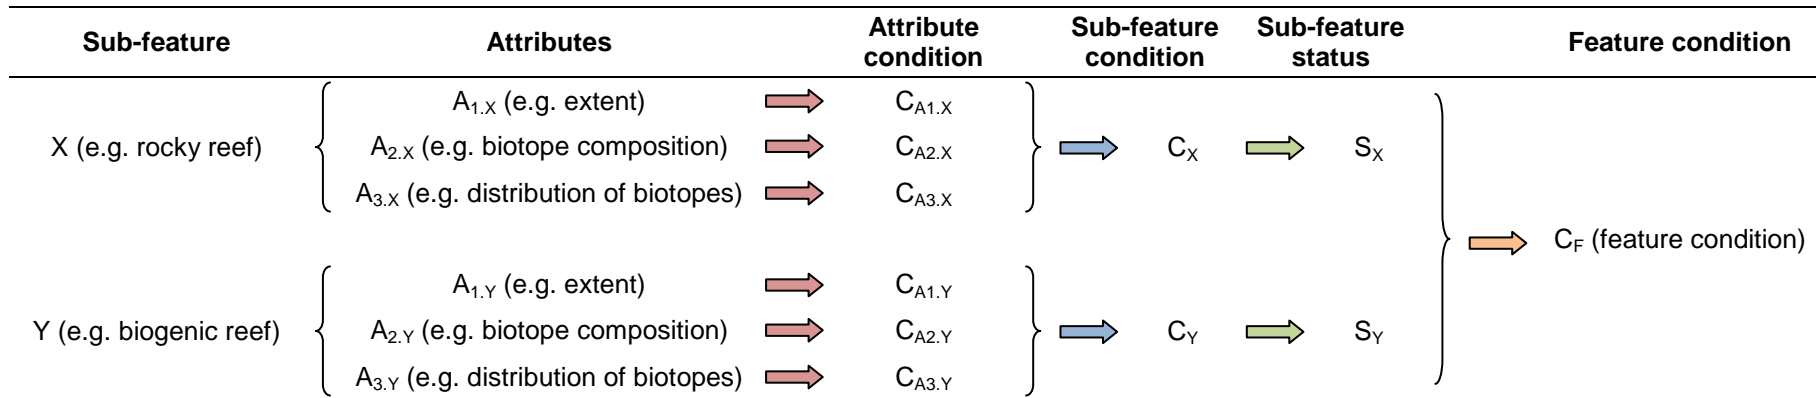 Sub-feature Attributes Attribute condition Sub-feature condition Sub-feature status Feature condition
A1.X (e.g. extent) CA1.X
X (e.g. rocky reef) A2.X (e.g. biotope composition) CA2.X CX SX
A3.X (e.g. distribution of biotopes) CA3.X
CF (feature condition)
A1.Y (e.g. extent) CA1.Y
Y (e.g. biogenic reef) A2.Y (e.g. biotope composition) CA2.Y CY SY
A3.Y (e.g. distribution of biotopes) CA3.Y